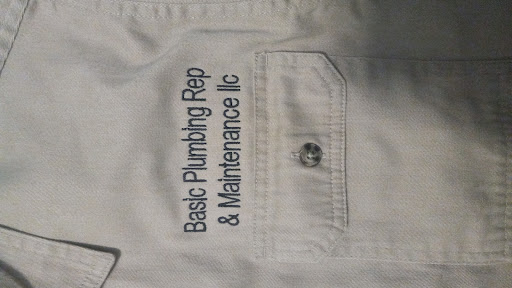 Basic Plumbing Rep
& Maintenance llc